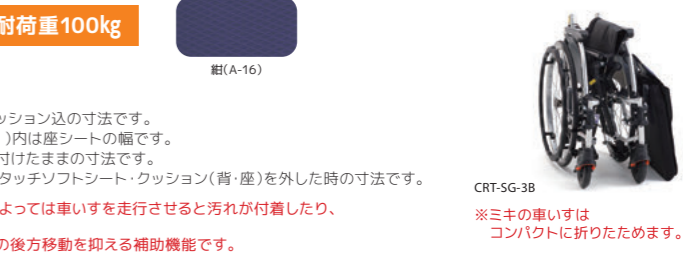 耐荷重100kg
紺(A-16)
ッション込の寸法です。
)内は座シートの幅です。
付けたままの寸法です。
タッチソフトシート・クッション(背・座)を外した時の寸法です。
よっては車いすを走行させると汚れが付着したり、
の後方移動を抑える補助機能です。
CRT-SG-3B
※ミキの車いすは
コンパクトに折りたためます。